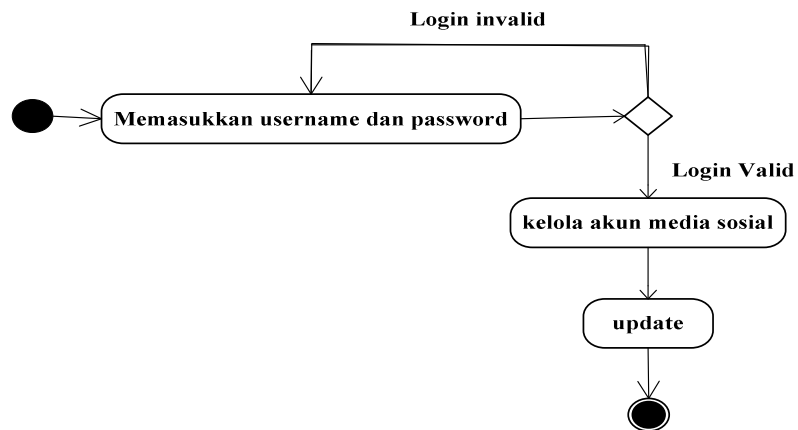 Login invalid
Memasukkan username dan password
Login Valid
kelola akun media sosial
update